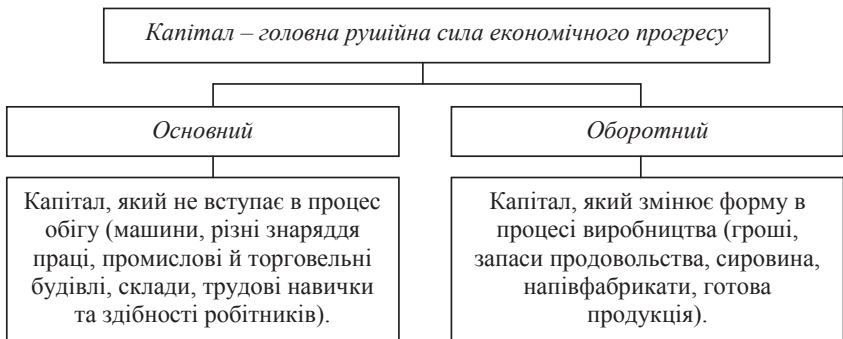 Капітал – головна рушійна сила економічного прогресу
Основний
Оборотний
Капітал, який не вступає в процес
обігу (машини, різні знаряддя
праці, промислові й торговельні
будівлі, склади, трудові навички
та здібності робітників).
Капітал, який змінює форму в
процесі виробництва (гроші,
запаси продовольства, сировина,
напівфабрикати, готова
продукція).